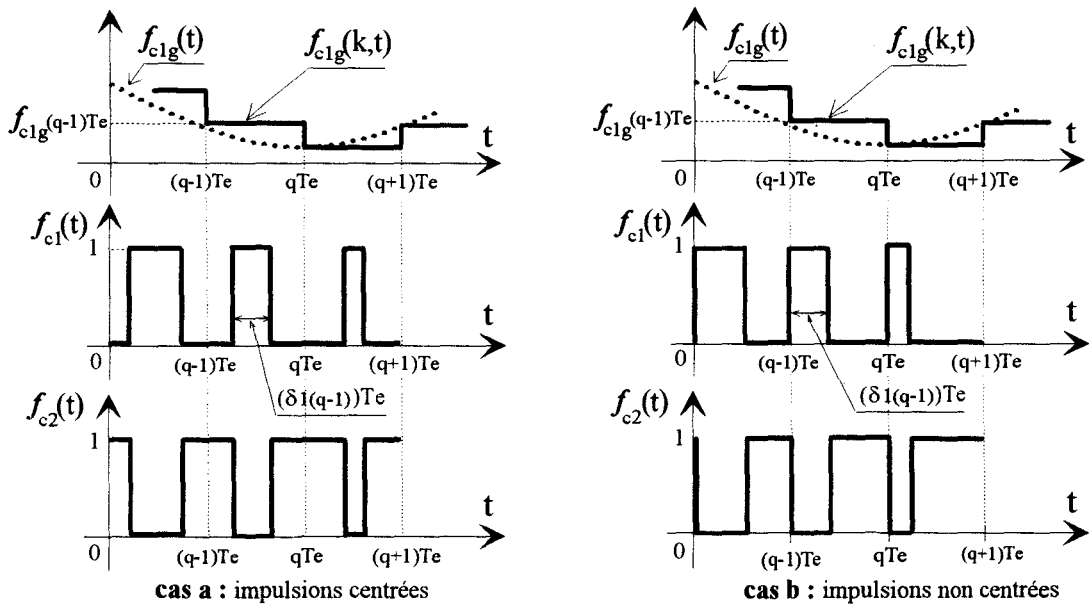 f_c1g(t)
f_c1g(k,t)
f_c1g(q-1)Te
t
0
(q-1)Te
qTe
(q+1)Te
f_c1(t)
1
t
0
(q-1)Te
qTe
(q+1)Te
(δ1(q-1))Te
f_c2(t)
1
t
0
(q-1)Te
qTe
(q+1)Te
cas a : impulsions centrées
f_c1g(t)
f_c1g(k,t)
f_c1g(q-1)Te
t
0
(q-1)Te
qTe
(q+1)Te
f_c1(t)
1
t
0
(q-1)Te
qTe
(q+1)Te
(δ1(q-1))Te
f_c2(t)
1
t
0
(q-1)Te
qTe
(q+1)Te
cas b : impulsions non centrées